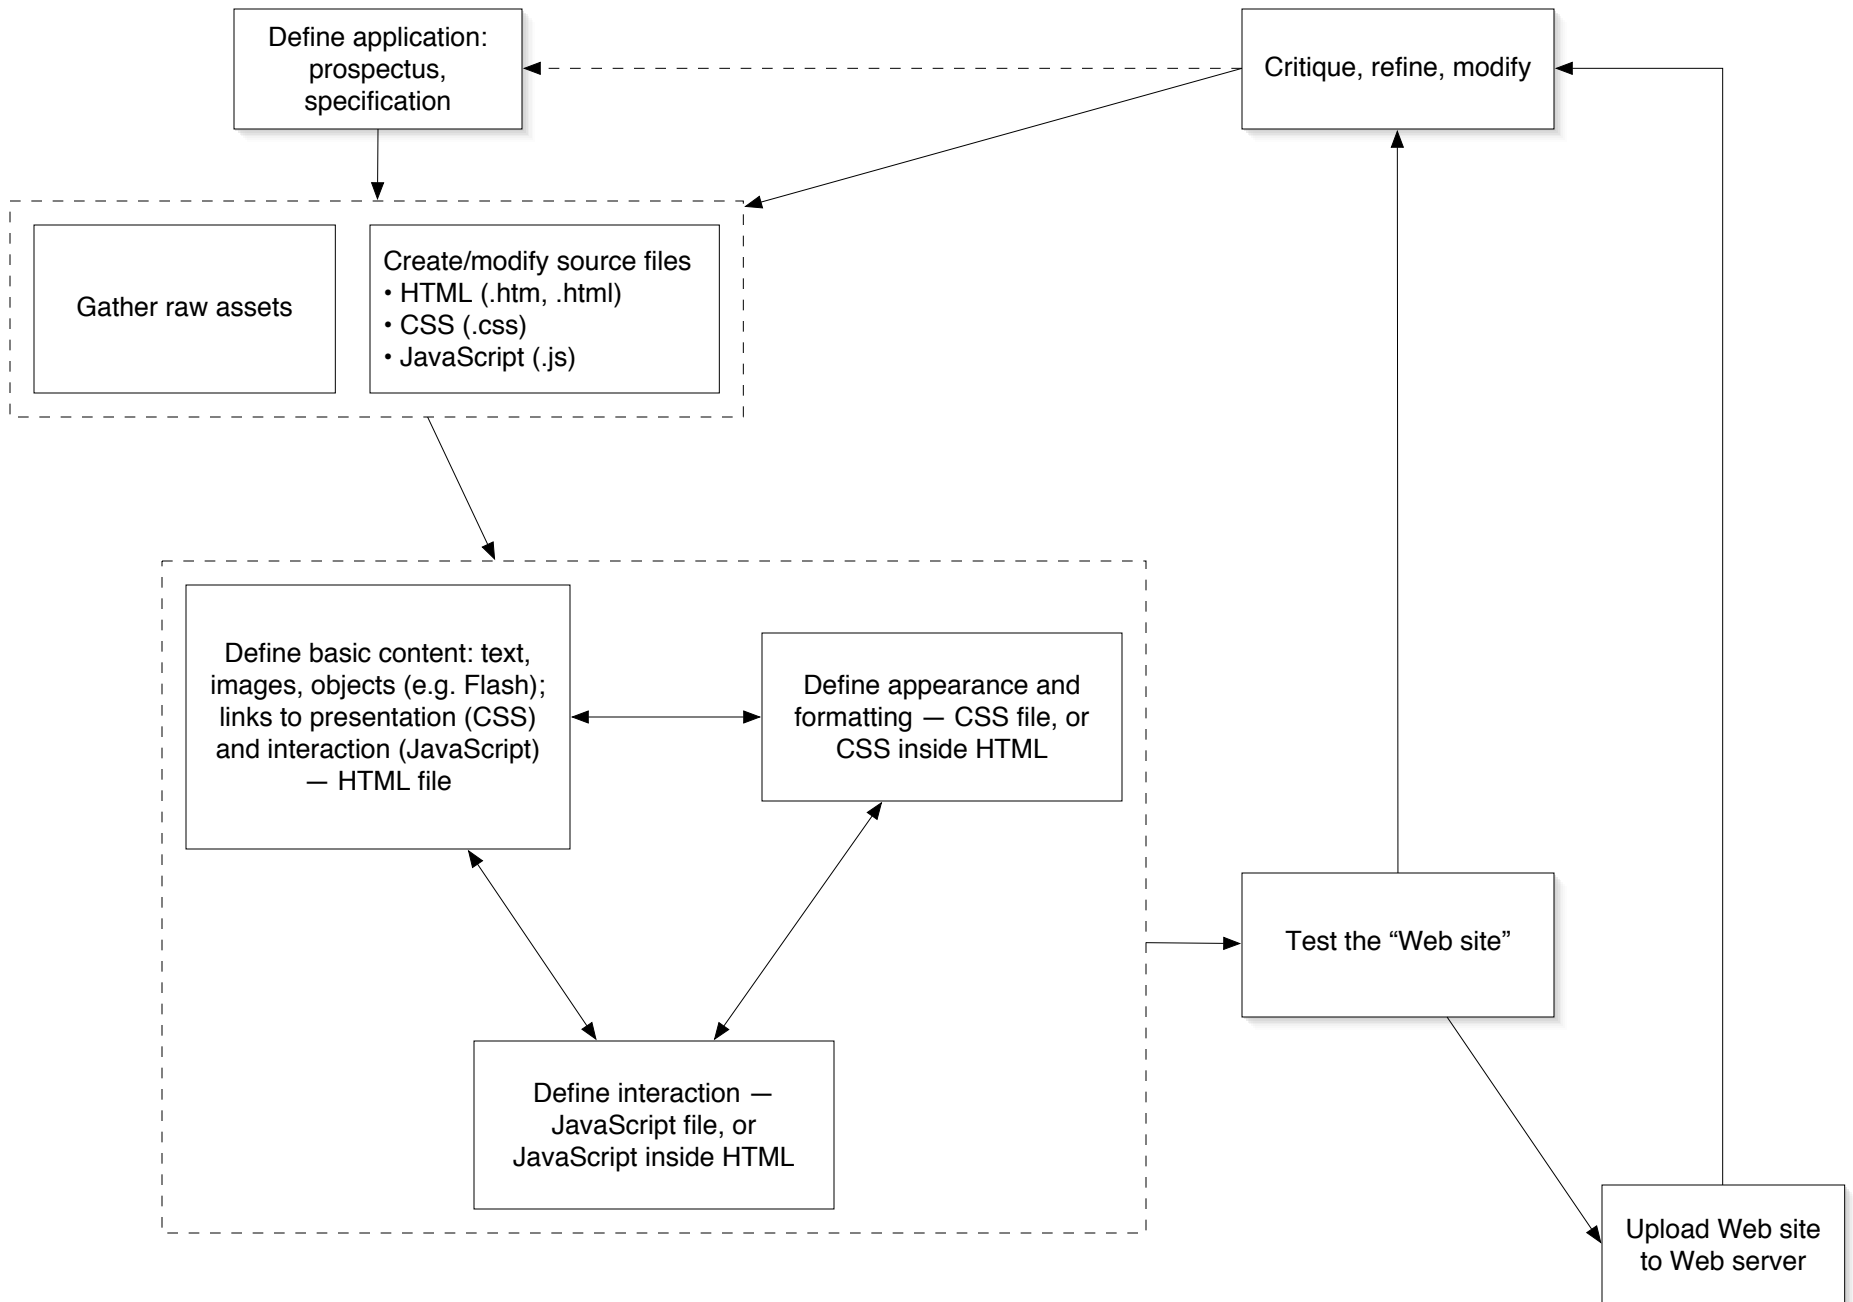 Define application:
prospectus,
specification
Critique, refine, modify
Gather raw assets
Create/modify source files
• HTML (.htm, .html)
• CSS (.css)
• JavaScript (.js)
Define basic content: text,
images, objects (e.g. Flash);
links to presentation (CSS)
and interaction (JavaScript)
— HTML file
Define appearance and
formatting — CSS file, or
CSS inside HTML
Define interaction —
JavaScript file, or
JavaScript inside HTML
Test the “Web site”
Upload Web site
to Web server